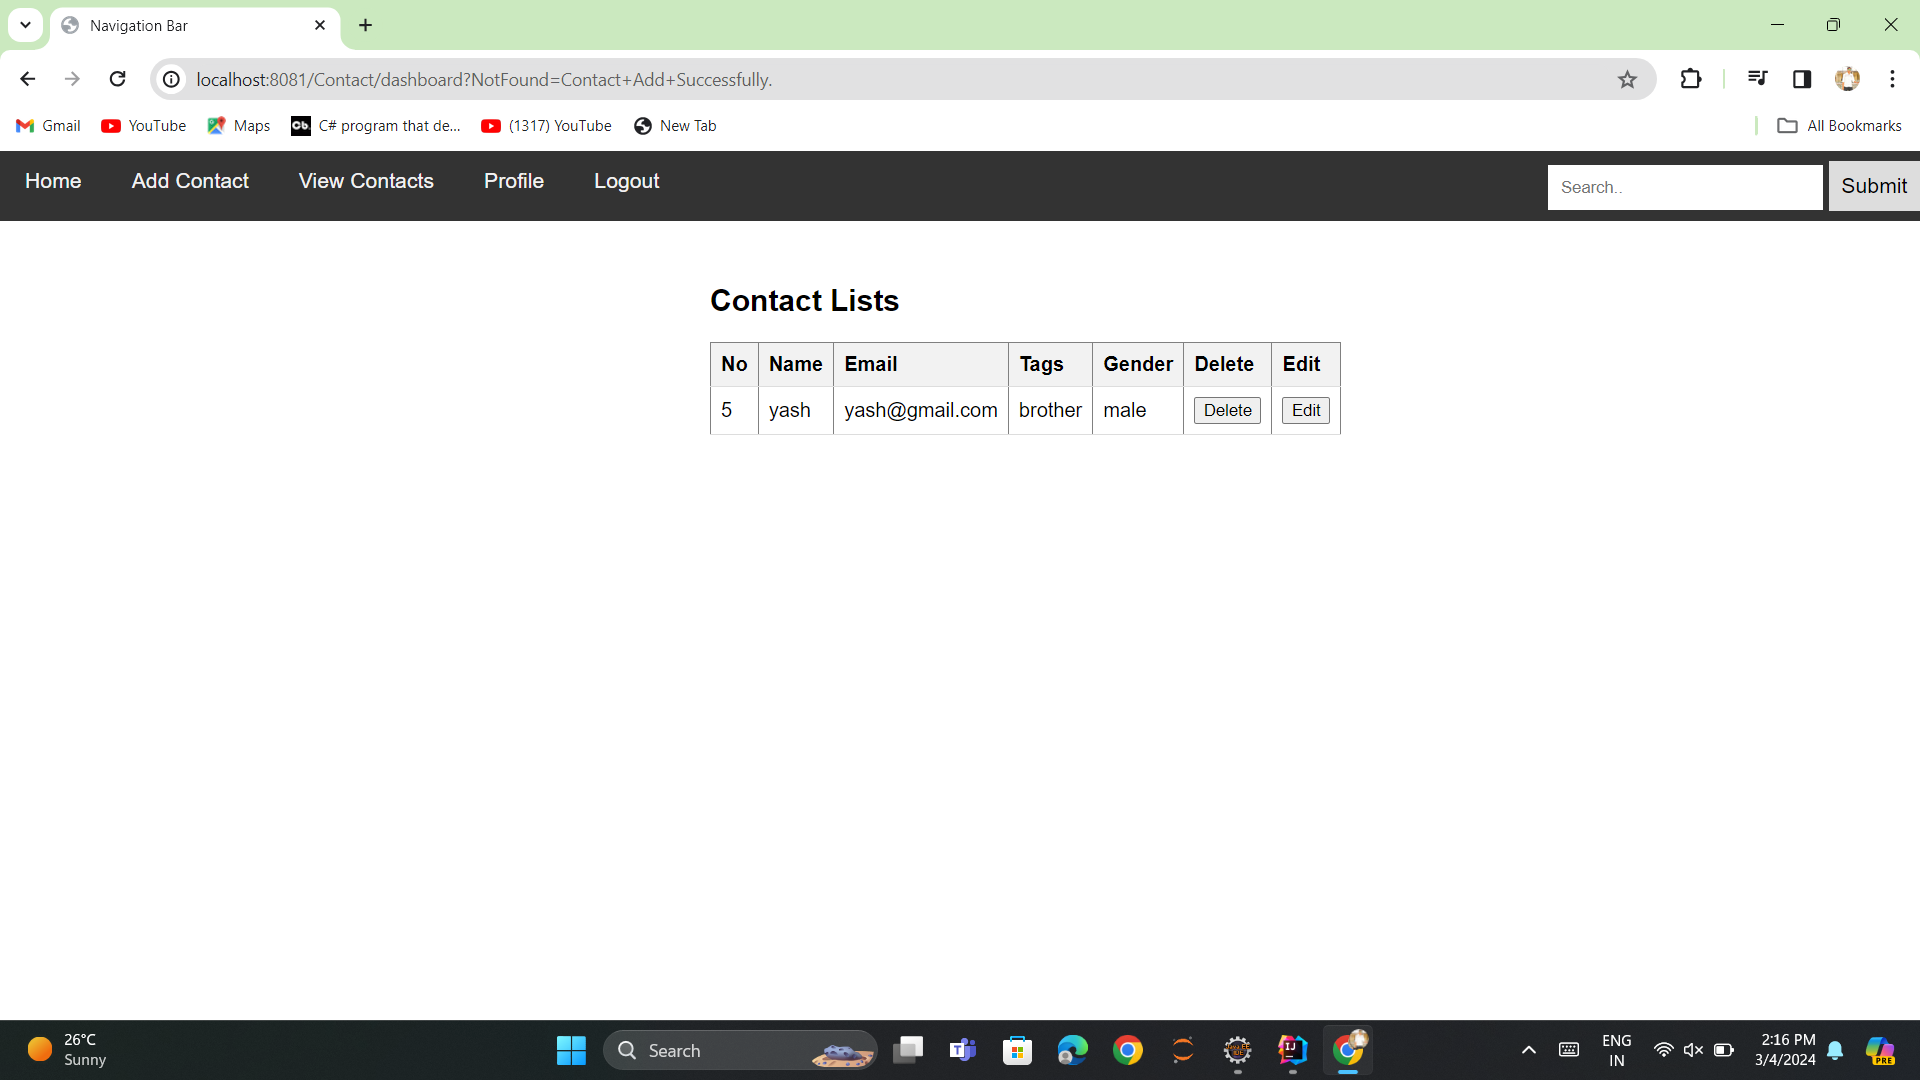 Navigation Bar
localhost:8081/Contact/dashboard?NotFound=Contact+Add+Successfully.
Gmail YouTube Maps Cb. C# program that de... (1317) YouTube New Tab All Bookmarks
Home Add Contact View Contacts Profile Logout Search.. Submit
Contact Lists
No Name Email Tags Gender Delete Edit
5 yash yash@gmail.com brother male Delete Edit
26°C
Sunny
Search
ENG
IN
2:16 PM
3/4/2024
PRE